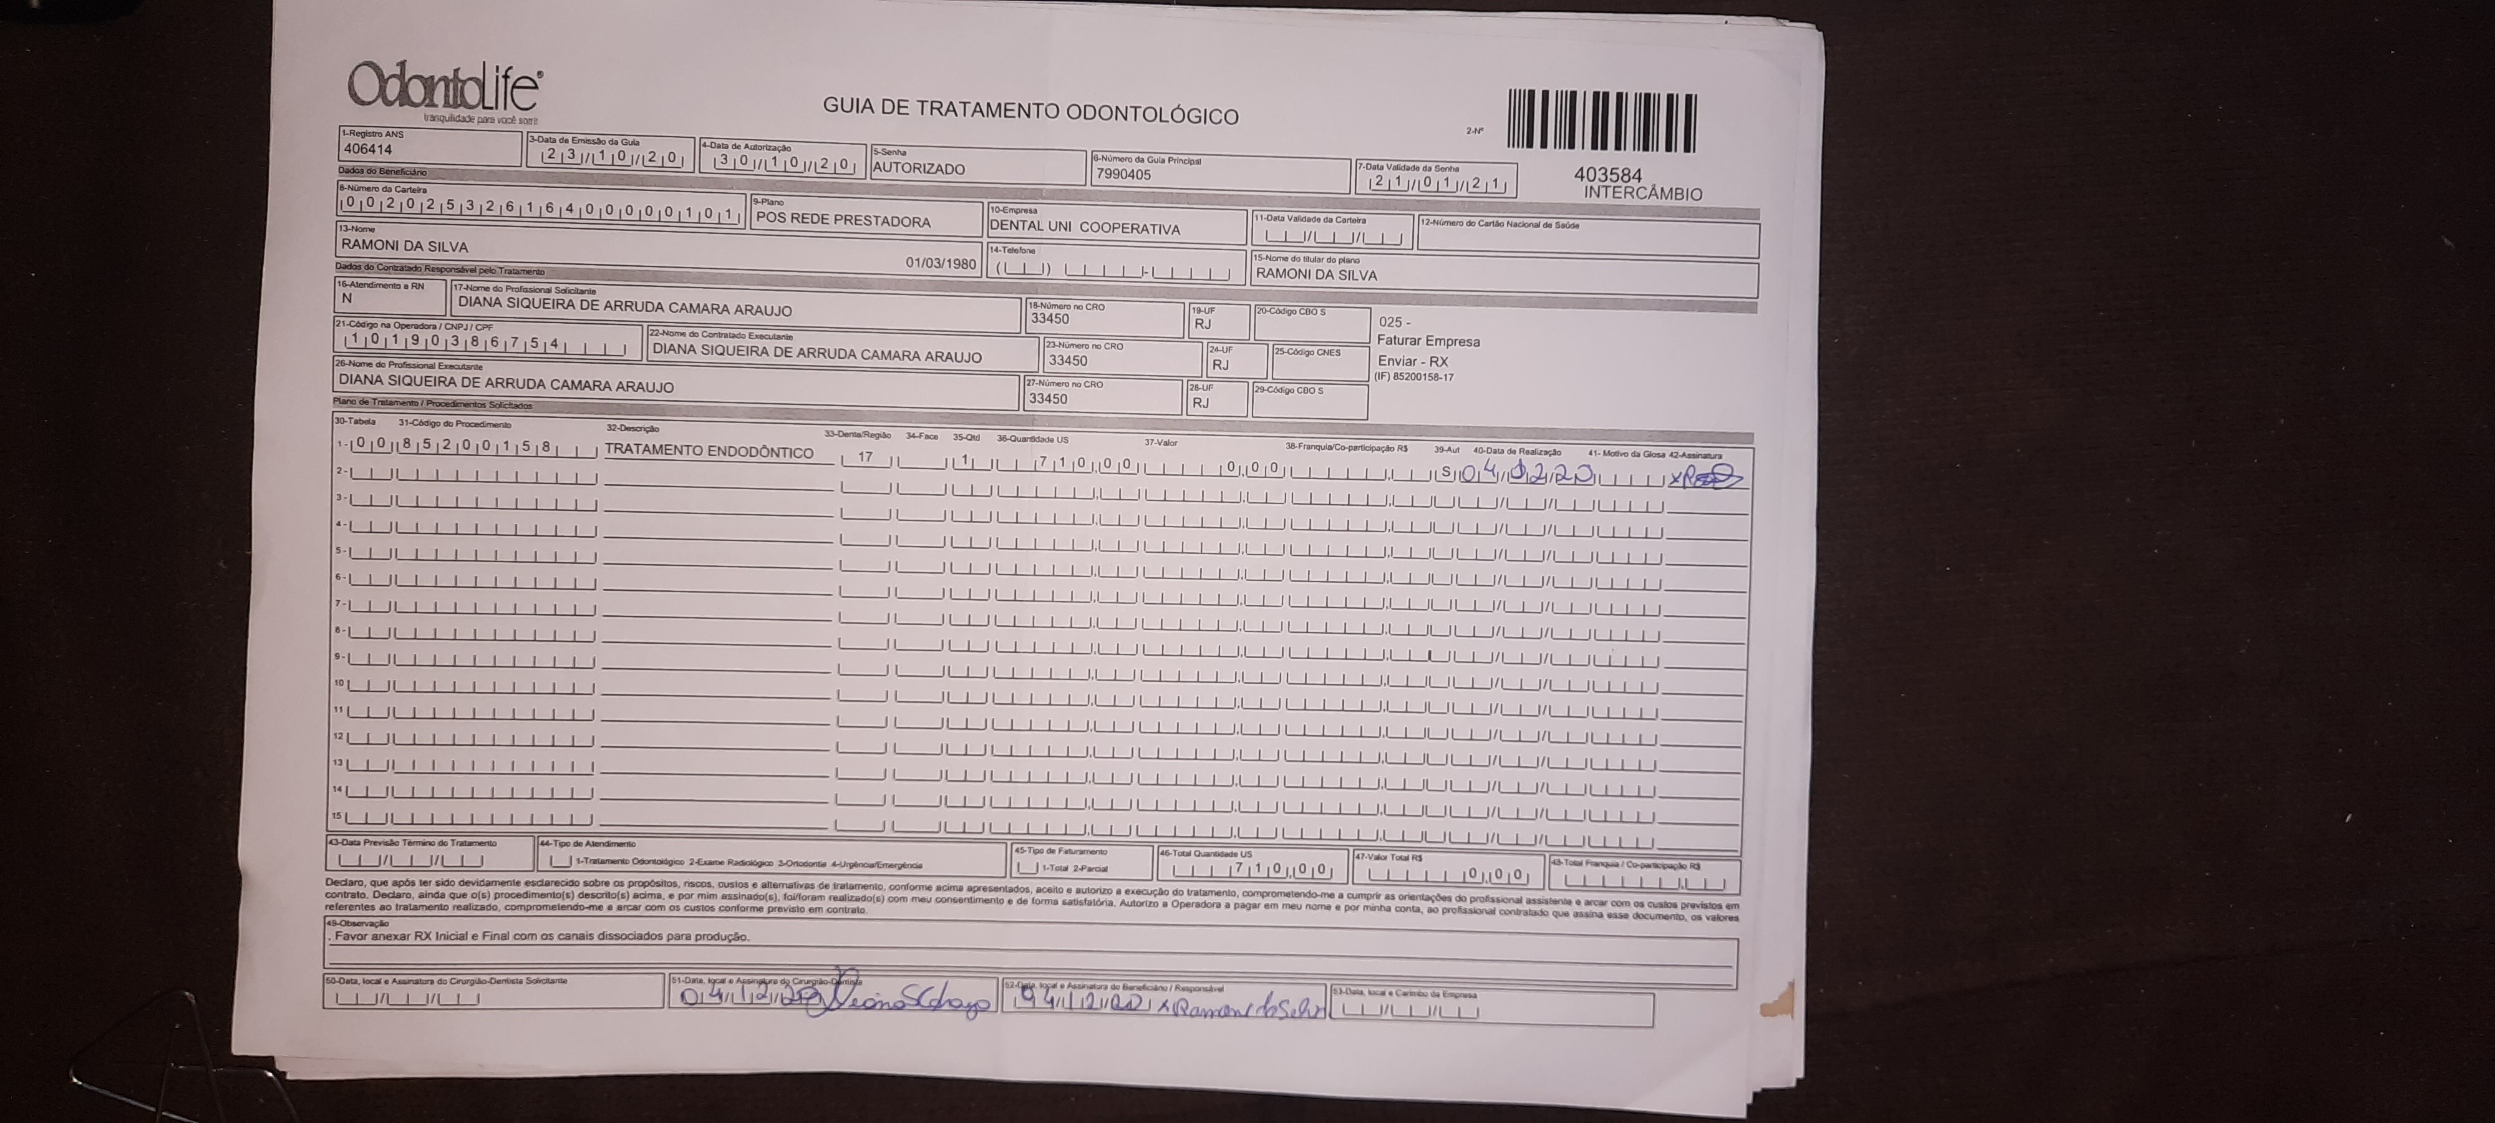 OdontoLife®
tranquilidade para você sorrir
GUIA DE TRATAMENTO ODONTOLÓGICO
2-Nº
403584
INTERCÂMBIO
1-Registro ANS
406414
3-Data de Emissão da Guia
23/10/20
4-Data de Autorização
30/10/20
5-Senha
AUTORIZADO
6-Número da Guia Principal
7990405
7-Data Validade da Senha
21/01/21
Dados do Beneficiário
8-Número da Carteira
00202532616400000101
9-Plano
POS REDE PRESTADORA
10-Empresa
DENTAL UNI COOPERATIVA
11-Data Validade da Carteira
12-Número do Cartão Nacional de Saúde
13-Nome
RAMONI DA SILVA 01/03/1980
14-Telefone
15-Nome do titular do plano
RAMONI DA SILVA
Dados do Contratado Responsável pelo Tratamento
16-Atendimento a RN
N
17-Nome do Profissional Solicitante
DIANA SIQUEIRA DE ARRUDA CAMARA ARAUJO
18-Número no CRO
33450
19-UF
RJ
20-Código CBO S
025 -
Faturar Empresa
Enviar - RX
(IF) 85200158-17
21-Código na Operadora / CNPJ / CPF
10190386754
22-Nome do Contratado Executante
DIANA SIQUEIRA DE ARRUDA CAMARA ARAUJO
23-Número no CRO
33450
24-UF
RJ
25-Código CNES
26-Nome do Profissional Executante
DIANA SIQUEIRA DE ARRUDA CAMARA ARAUJO
27-Número no CRO
33450
28-UF
RJ
29-Código CBO S
Plano de Tratamento / Procedimentos Solicitados
30-Tabela 31-Código do Procedimento 32-Descrição 33-Dente/Região 34-Face 35-Qtd 36-Quantidade US 37-Valor 38-Franquia/Co-participação R$ 39-Aut 40-Data de Realização 41- Motivo da Glosa 42-Assinatura
1- 00 85200158 TRATAMENTO ENDODÔNTICO 17 1 710,00 0,00 S 04/12/20
2-
3-
4-
5-
6-
7-
8-
9-
10
11
12
13
14
15
43-Data Previsão Término do Tratamento
44-Tipo de Atendimento
1-Tratamento Odontológico 2-Exame Radiológico 3-Ortodontia 4-Urgência/Emergência
45-Tipo de Faturamento
1-Total 2-Parcial
46-Total Quantidade US
710,00
47-Valor Total R$
0,00
48-Total Franquia / Co-participação R$
Declaro, que após ter sido devidamente esclarecido sobre os propósitos, riscos, custos e alternativas de tratamento, conforme acima apresentados, aceito e autorizo a execução do tratamento, comprometendo-me a cumprir as orientações do profissional assistente e arcar com os custos previstos em
contrato. Declaro, ainda que o(s) procedimento(s) descrito(s) acima, e por mim assinado(s), foi/foram realizado(s) com meu consentimento e de forma satisfatória. Autorizo a Operadora a pagar em meu nome e por minha conta, ao profissional contratado que assina esse documento, os valores
referentes ao tratamento realizado, comprometendo-me a arcar com os custos conforme previsto em contrato.
49-Observação
. Favor anexar RX Inicial e Final com os canais dissociados para produção.
50-Data, local e Assinatura do Cirurgião-Dentista Solicitante
51-Data, local e Assinatura do Cirurgião-Dentista
04/12/20
52-Data, local e Assinatura do Beneficiário / Responsável
04/12/20 x Ramoni da Silva
53-Data, local e Carimbo da Empresa